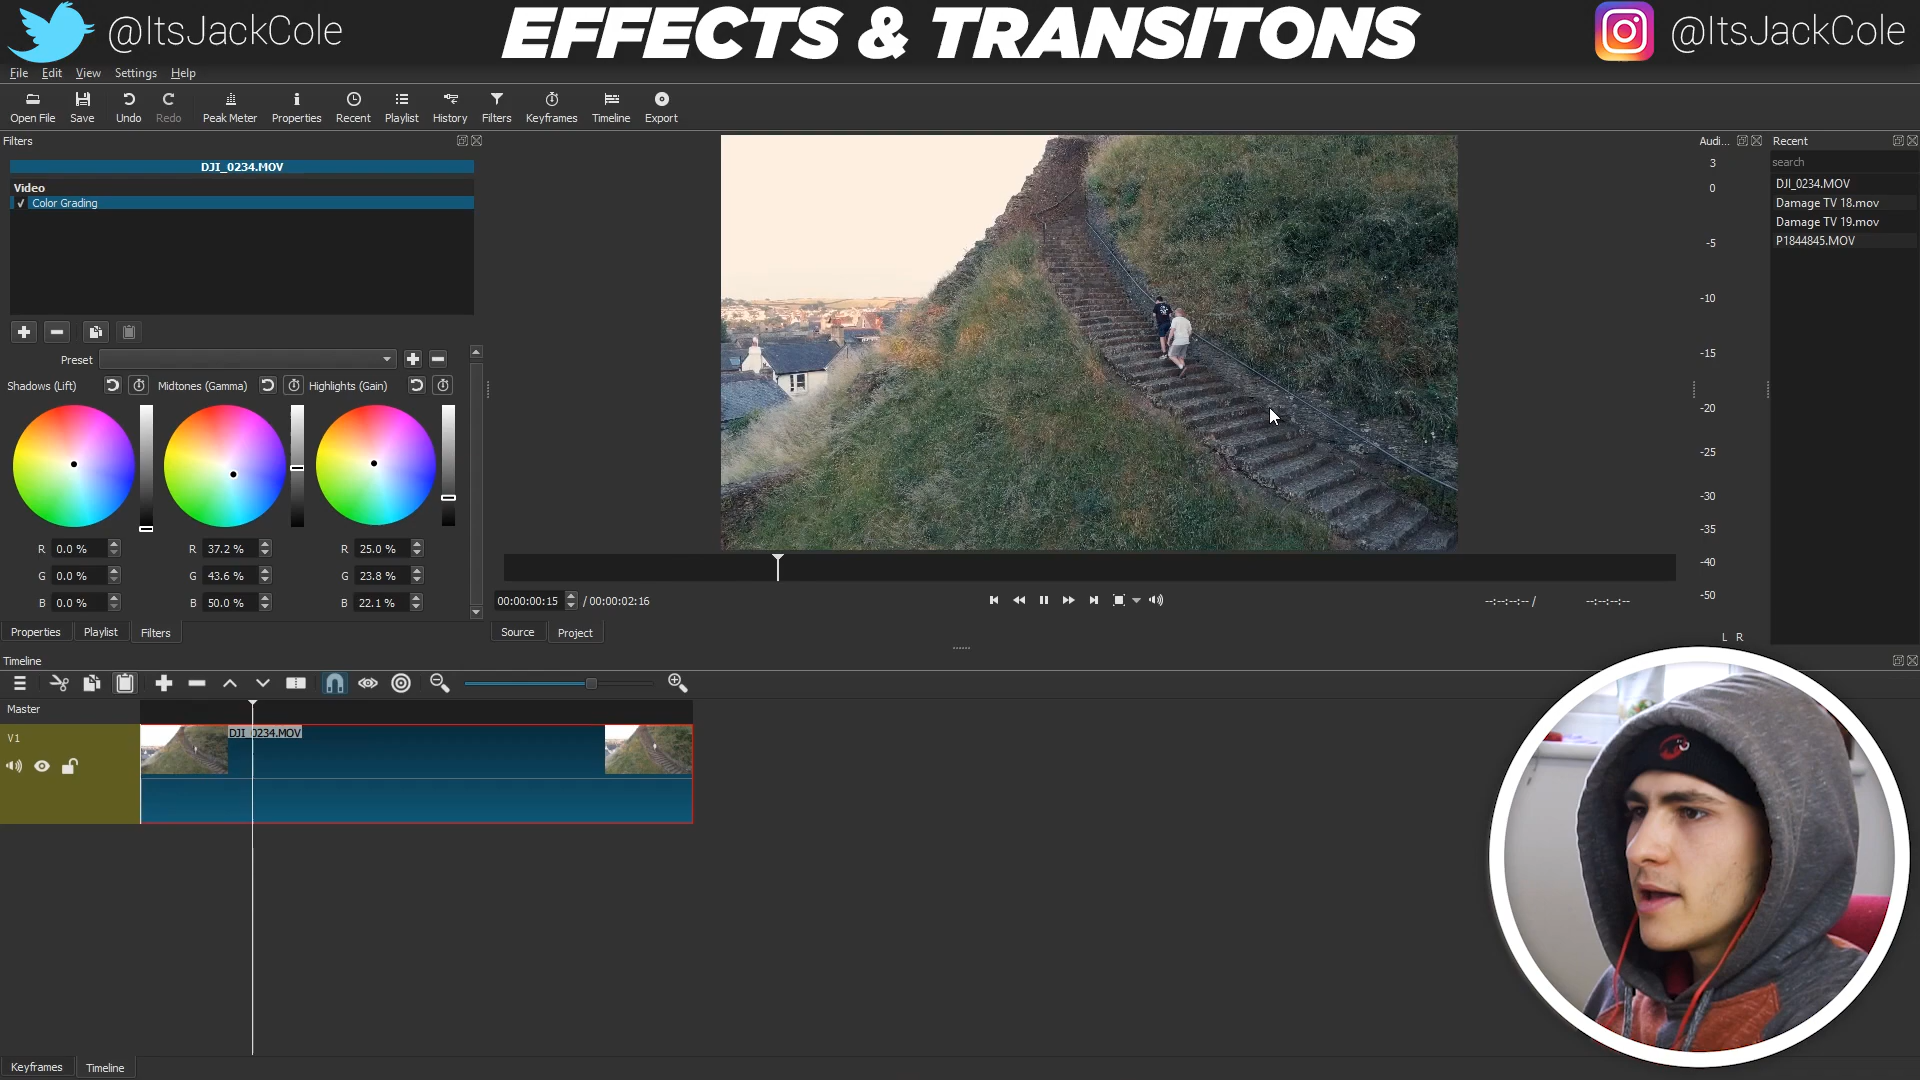 @ItsJackCole
EFFECTS & TRANSITONS
@ItsJackCole
File Edit View Settings Help
Open File Save Undo Redo Peak Meter Properties Recent Playlist History Filters Keyframes Timeline Export
Filters
DJI_0234.MOV
Video
Color Grading
Preset
Shadows (Lift) Midtones (Gamma) Highlights (Gain)
R 0.0 % R 37.2 % R 25.0 %
G 0.0 % G 43.6 % G 23.8 %
B 0.0 % B 50.0 % B 22.1 %
Properties Playlist Filters
00:00:00:15 / 00:00:02:16
--:--:--:-- / --:--:--:--
Source Project
Audi...
3
0
-5
-10
-15
-20
-25
-30
-35
-40
-50
L R
Recent
search
DJI_0234.MOV
Damage TV 18.mov
Damage TV 19.mov
P1844845.MOV
Timeline
Master
V1
DJI_0234.MOV
Keyframes Timeline